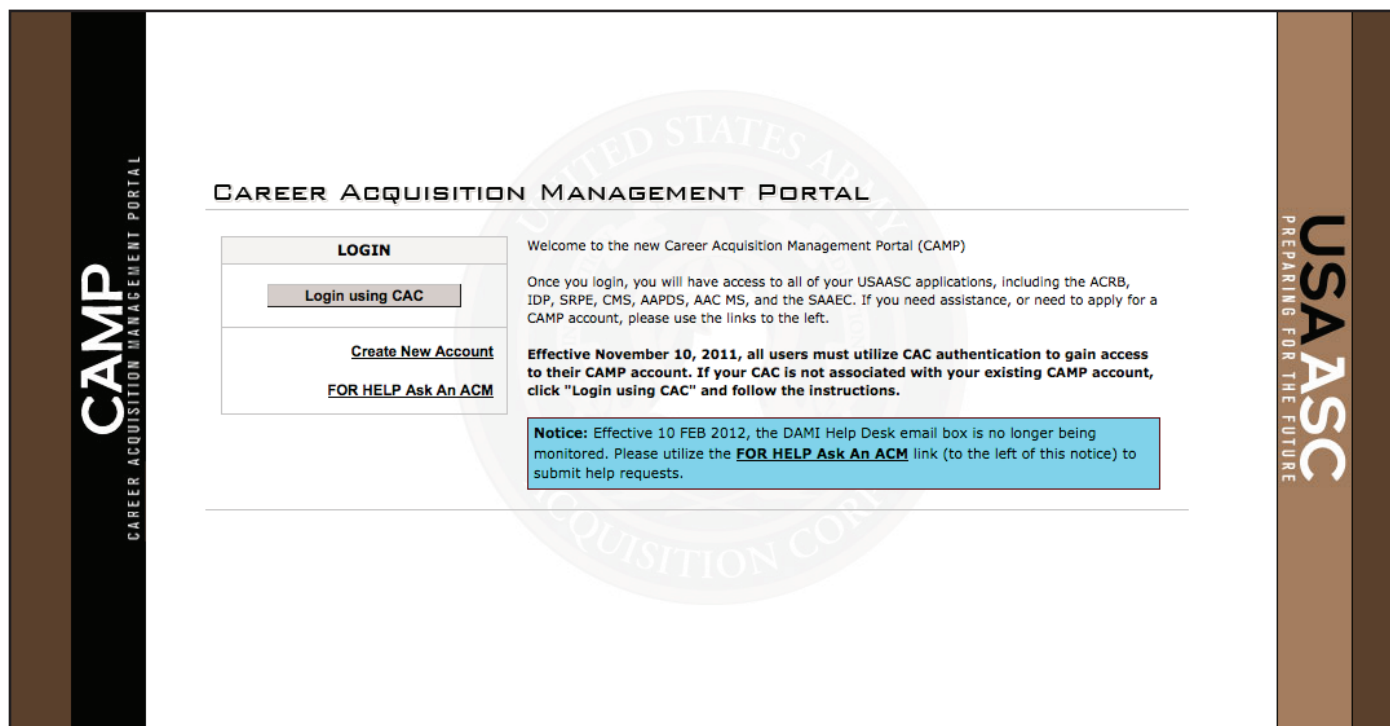 CAMP
CAREER ACQUISITION MANAGEMENT PORTAL
UNITED STATES ARMY
ACQUISITION CORPS
CAREER ACQUISITION MANAGEMENT PORTAL
LOGIN
Login using CAC
Create New Account
FOR HELP Ask An ACM
Welcome to the new Career Acquisition Management Portal (CAMP)
Once you login, you will have access to all of your USAASC applications, including the ACRB,
IDP, SRPE, CMS, AAPDS, AAC MS, and the SAAEC. If you need assistance, or need to apply for a
CAMP account, please use the links to the left.
Effective November 10, 2011, all users must utilize CAC authentication to gain access
to their CAMP account. If your CAC is not associated with your existing CAMP account,
click "Login using CAC" and follow the instructions.
Notice: Effective 10 FEB 2012, the DAMI Help Desk email box is no longer being
monitored. Please utilize the FOR HELP Ask An ACM link (to the left of this notice) to
submit help requests.
USAASC
PREPARING FOR THE FUTURE